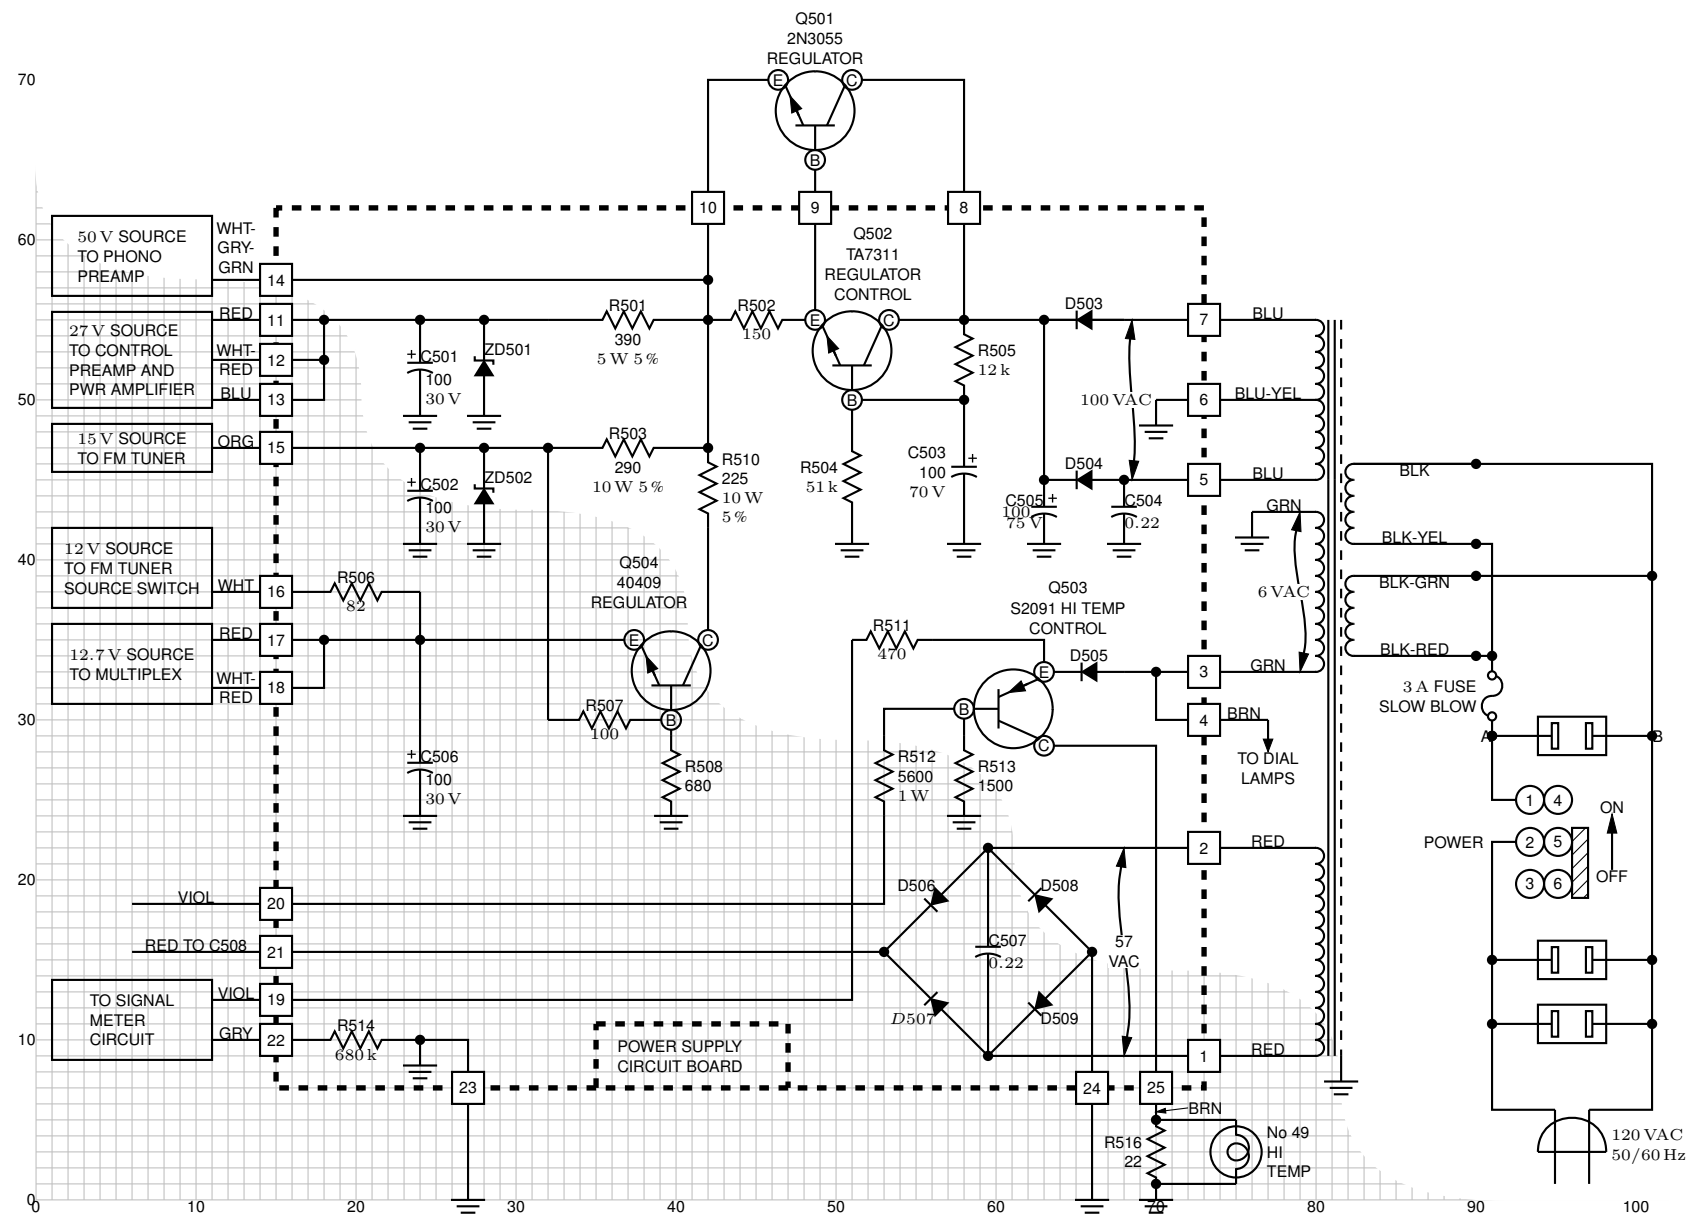 Q501
2N3055
REGULATOR
70
E
C
B
10
9
8
60
50 V SOURCE
TO PHONO
PREAMP
WHT-
GRY-
GRN
14
Q502
TA7311
REGULATOR
CONTROL
27 V SOURCE
TO CONTROL
PREAMP AND
PWR AMPLIFIER
RED
11
WHT-
RED
12
BLU
13
50
R501
390
5 W 5 %
R502
150
E
C
B
+
C501
100
30 V
ZD501
R505
12 k
D503
7
BLU
100 VAC
6
BLU-YEL
15 V SOURCE
TO FM TUNER
ORG
15
R503
290
10 W 5 %
+
C502
100
30 V
ZD502
R510
225
10 W
5 %
R504
51 k
C503
100
70 V
+
D504
5
BLU
C505
100
75 V
+
C504
0.22
GRN
BLK
BLK-YEL
40
12 V SOURCE
TO FM TUNER
SOURCE SWITCH
WHT
16
R506
82
Q504
40409
REGULATOR
Q503
S2091 HI TEMP
CONTROL
6 VAC
BLK-GRN
12.7 V SOURCE
TO MULTIPLEX
RED
17
WHT-
RED
18
E
C
B
R511
470
E
B
C
D505
3
GRN
BLK-RED
3 A FUSE
SLOW BLOW
30
R507
100
4
BRN
TO DIAL
LAMPS
A
B
+
C506
100
30 V
R508
680
R512
5600
1 W
R513
1500
1
4
ON
POWER
2
5
3
6
OFF
20
2
RED
VIOL
20
D506
D508
RED TO C508
21
C507
0.22
57
VAC
TO SIGNAL
METER
CIRCUIT
VIOL
19
GRY
22
R514
680 k
D507
D509
10
POWER SUPPLY
CIRCUIT BOARD
1
RED
23
24
25
BRN
R516
22
No 49
HI
TEMP
120 VAC
50/60 Hz
0
0
10
20
30
40
50
60
70
80
90
100